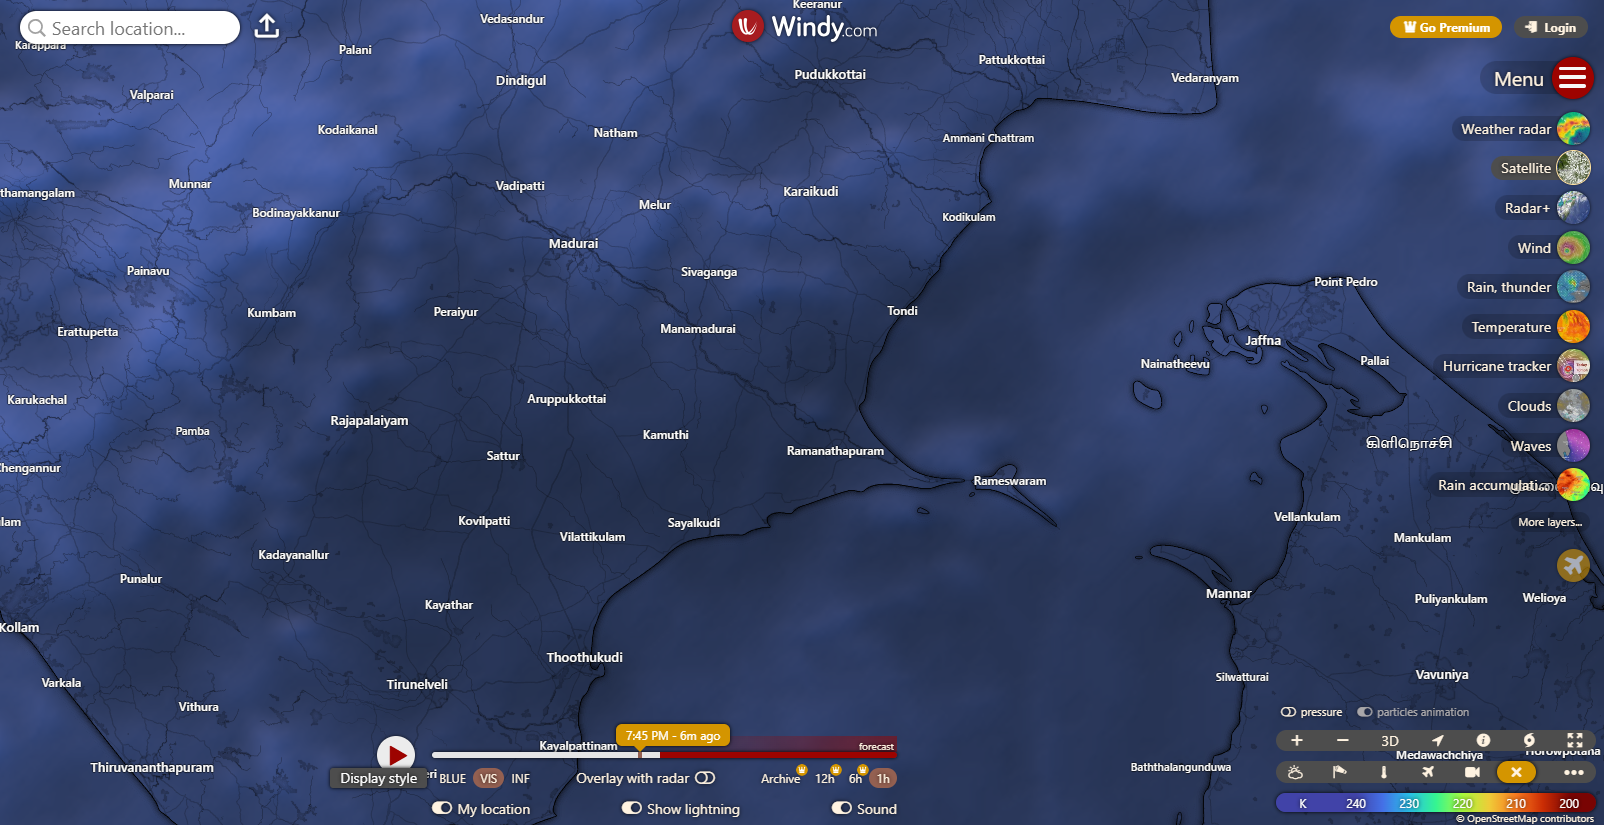 Search location...
Windy.com
Go Premium
Login
Menu
Weather radar
Satellite
Radar+
Wind
Rain, thunder
Temperature
Hurricane tracker
Clouds
Waves
More layers...
Keeranur
Vedasandur
Karappara
Palani
Dindigul
Pudukkottai
Pattukkottai
Vedaranyam
Valparai
Kodaikanal
Natham
Ammani Chattram
Munnar
thamangalam
Vadipatti
Karaikudi
Melur
Bodinayakkanur
Kodikulam
Madurai
Painavu
Sivaganga
Point Pedro
Kumbam
Peraiyur
Tondi
Erattupetta
Manamadurai
Jaffna
Nainatheevu
Pallai
Karukachal
Aruppukkottai
Rajapalaiyam
Pamba
Kamuthi
கிளிநொச்சி
Ramanathapuram
Sattur
Chengannur
Rameswaram
Kovilpatti
Sayalkudi
Vellankulam
lam
Vilattikulam
Mankulam
Kadayanallur
Punalur
Mannar
Welioya
Puliyankulam
Kayathar
Kollam
Thoothukudi
Vavuniya
Silwatturai
Varkala
Tirunelveli
Vithura
Kayalpattinam
Thiruvananthapuram
Baththalangunduwa
Medawachchiya
Horowpotana
7:45 PM - 6m ago
forecast
Display style
eri
BLUE VIS INF
Overlay with radar
Archive 12h 6h 1h
My location
Show lightning
Sound
pressure
particles animation
3D
K 240 230 220 210 200
© OpenStreetMap contributors